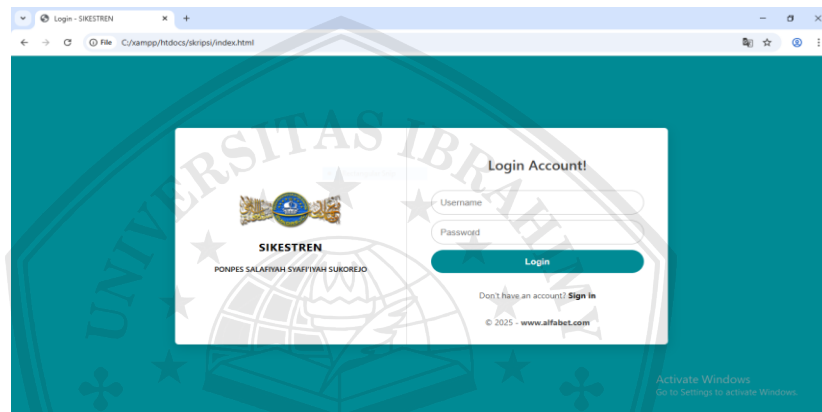 Login - SIKESTREN
File C:/xampp/htdocs/skripsi/index.html
UNIVERSITAS IBRAHIMY
SIKESTREN
PONPES SALAFIYAH SYAFI'IYAH SUKOREJO
Login Account!
Username
Password
Login
Don't have an account? Sign in
© 2025 - www.alfabet.com
Activate Windows
Go to Settings to activate Windows.